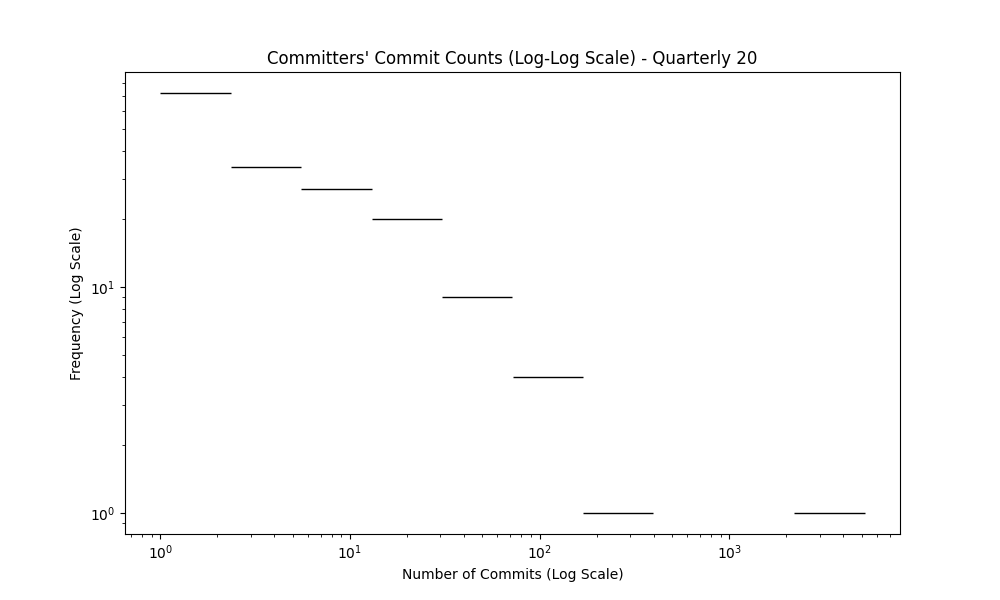 Committers' Commit Counts (Log-Log Scale) - Quarterly 20
Frequency (Log Scale)
10¹
10⁰
10⁰ 10¹ 10² 10³
Number of Commits (Log Scale)